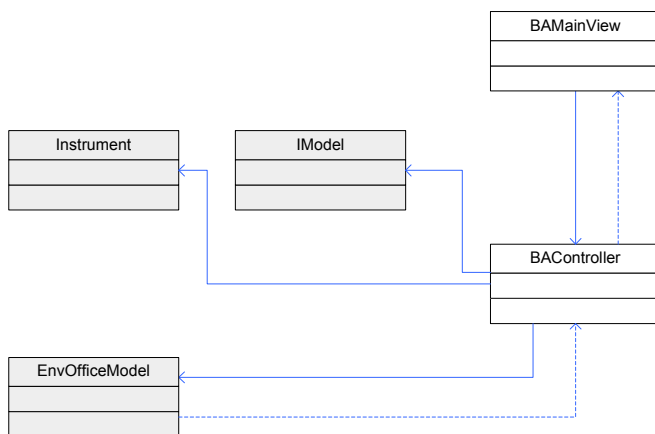 BAMainView
Instrument
IModel
BAController
EnvOfficeModel